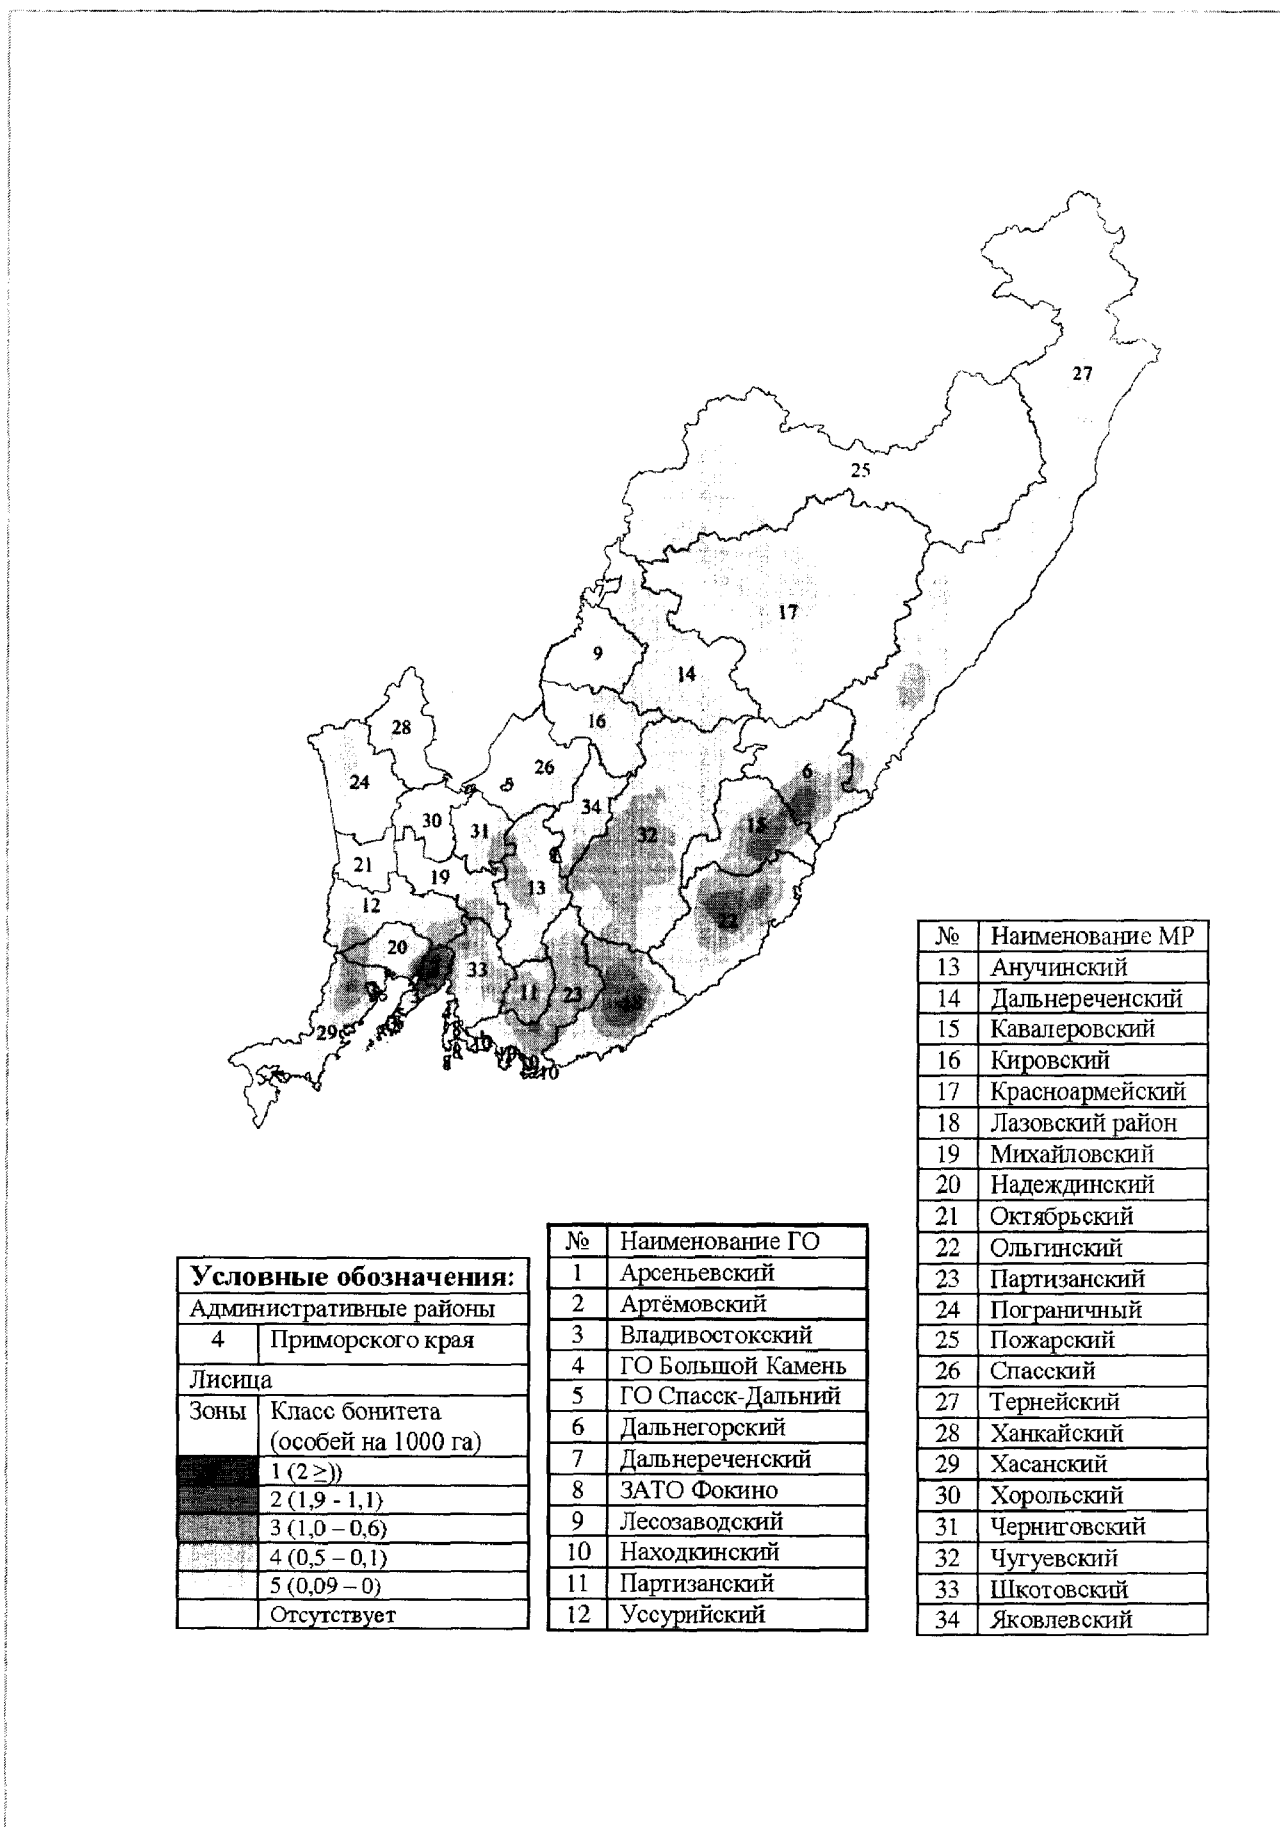 27
25
17
9
14
16
28
24
26
5
6
34
30
31
32
15
21
19
13
12
22
20
33
11
23
29
10
№ Наименование МР
13 Анучинский
14 Дальнереченский
15 Кавалеровский
16 Кировский
17 Красноармейский
18 Лазовский район
19 Михайловский
20 Надеждинский
21 Октябрьский
22 Ольгинский
23 Партизанский
24 Пограничный
25 Пожарский
26 Спасский
27 Тернейский
28 Ханкайский
29 Хасанский
30 Хорольский
31 Черниговский
32 Чугуевский
33 Шкотовский
34 Яковлевский
№ Наименование ГО
1 Арсеньевский
2 Артёмовский
3 Владивостокский
4 ГО Большой Камень
5 ГО Спасск-Дальний
6 Дальнегорский
7 Дальнереченский
8 ЗАТО Фокино
9 Лесозаводский
10 Находкинский
11 Партизанский
12 Уссурийский
Условные обозначения:
Административные районы
4 Приморского края
Лисица
Зоны Класс бонитета
(особей на 1000 га)
1 (2 ≥))
2 (1,9 - 1,1)
3 (1,0 – 0,6)
4 (0,5 – 0,1)
5 (0,09 – 0)
Отсутствует